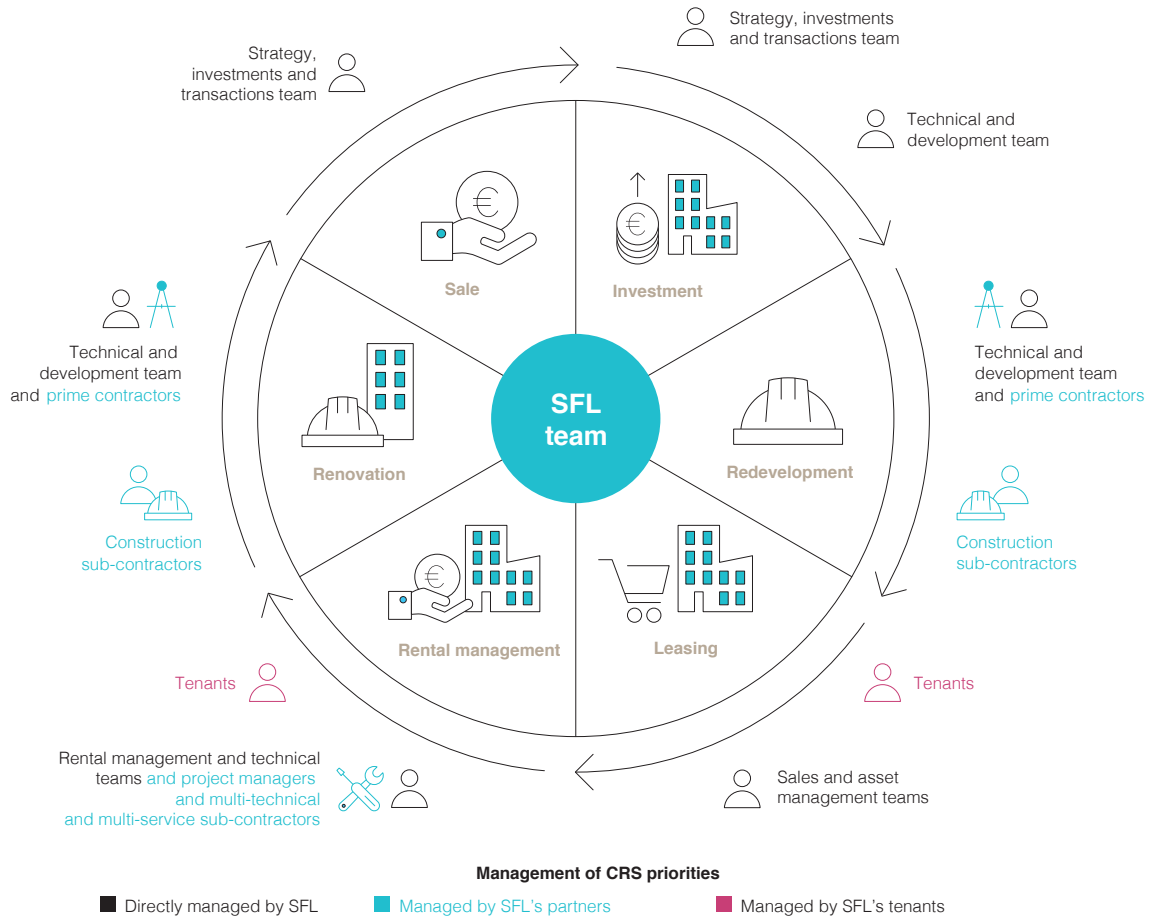 Strategy, investments
and transactions team
Strategy,
investments and
transactions team
Technical and
development team
€
€
Sale
Investment
Technical and
development team
and prime contractors
Technical and
development team
and prime contractors
SFL
team
Renovation
Redevelopment
Construction
sub-contractors
Construction
sub-contractors
€
Rental management
Leasing
Tenants
Tenants
Rental management and technical
teams and project managers
and multi-technical
and multi-service sub-contractors
Sales and asset
management teams
Management of CRS priorities
Directly managed by SFL
Managed by SFL's partners
Managed by SFL's tenants